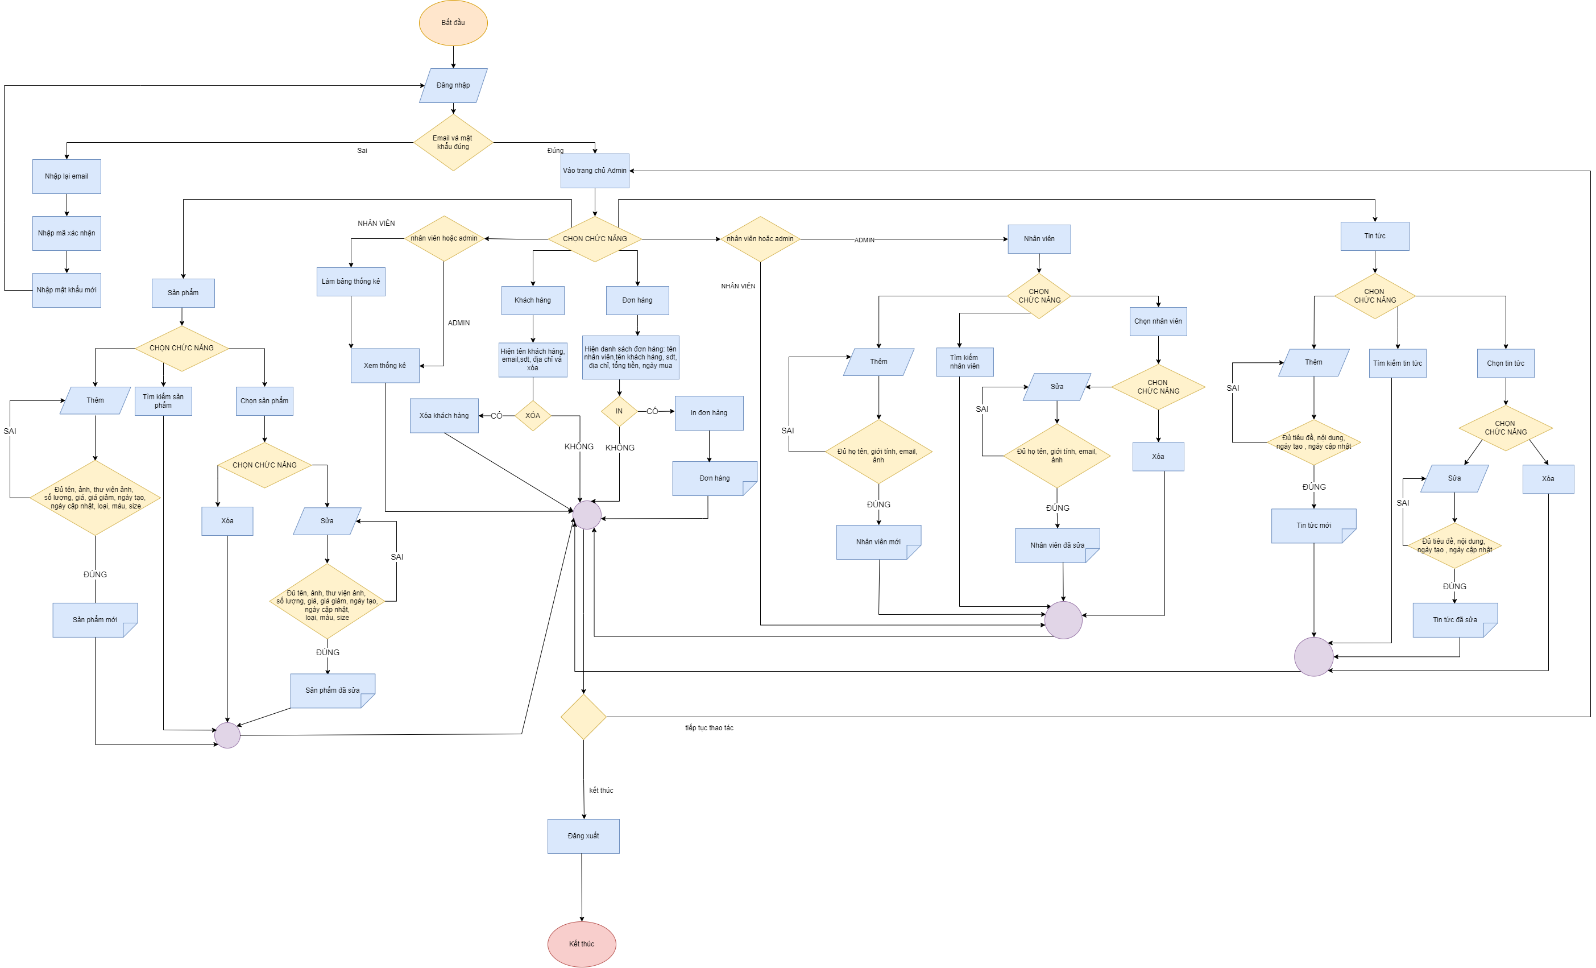 Bắt đầu
Đăng nhập
Email và mật
khẩu đúng
Sai
Đúng
Nhập lại email
Vào trang chủ Admin
Nhập mã xác nhận
Nhập mât khẩu mới
NHÂN VIÊN
nhân viên hoặc admin
CHỌN CHỨC NĂNG
nhân viên hoặc admin
ADMIN
Nhân viên
Tin tức
Làm bảng thống kê
NHÂN VIÊN
Sản phẩm
Khách hàng
Đơn hàng
CHỌN
CHỨC NĂNG
CHỌN
CHỨC NĂNG
ADMIN
Chọn nhân viên
CHỌN CHỨC NĂNG
Xem thống kê
Hiện tên khách hàng,
email,sdt, địa chỉ và
xóa
Hiện danh sách đơn hàng: tên
nhân viên,tên khách hàng, sdt,
địa chỉ, tổng tiền, ngày mua
Thêm
Tìm kiếm
nhân viên
Thêm
Tìm kiếm tin tức
Chọn tin tức
Thêm
Tìm kiếm sản
phẩm
Chọn sản phẩm
Sửa
CHỌN
CHỨC NĂNG
SAI
SAI
SAI
SAI
Xóa khách hàng
CÓ
XÓA
IN
CÓ
In đơn hàng
KHÔNG
KHÔNG
CHỌN
CHỨC NĂNG
Đủ họ tên, giới tính, email,
ảnh
Đủ họ tên, giới tính, email,
ảnh
Xóa
Đủ tiêu đề, nội dung,
ngày tạo , ngày cập nhật
CHỌN CHỨC NĂNG
Đơn hàng
Sửa
Xóa
Đủ tên, ảnh, thư viện ảnh,
số lượng, giá, giá giảm, ngày tạo,
ngày cập nhật, loại, màu, size
ĐÚNG
ĐÚNG
ĐÚNG
SAI
Xóa
Sửa
Nhân viên mới
Nhân viên đã sửa
Tin tức mới
Đủ tiêu đề, nội dung,
ngày tạo , ngày cập nhật
SAI
ĐÚNG
ĐÚNG
Đủ tên, ảnh, thư viện ảnh,
số lượng, giá, giá giảm, ngày tạo,
ngày cập nhật,
loại, màu, size
Sản phẩm mới
Tin tức đã sửa
ĐÚNG
Sản phẩm đã sửa
tiếp tục thao tác
kết thúc
Đăng xuất
Kết thúc